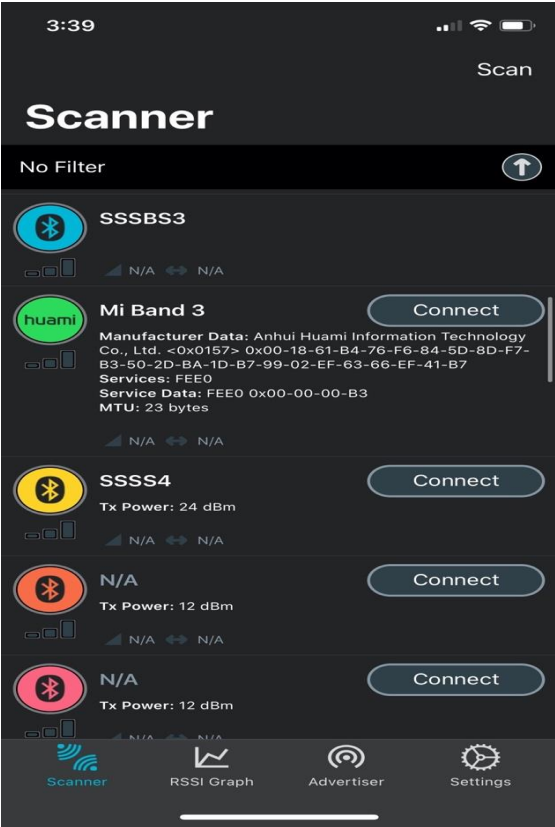 3:39
Scan
Scanner
No Filter
SSSBS3
N/A N/A
huami
Mi Band 3
Connect
Manufacturer Data: Anhui Huami Information Technology
Co., Ltd. <0x0157> 0x00-18-61-B4-76-F6-84-5D-8D-F7-
B3-50-2D-BA-1D-B7-99-02-EF-63-66-EF-41-B7
Services: FEE0
Service Data: FEE0 0x00-00-00-B3
MTU: 23 bytes
N/A N/A
SSSS4
Connect
Tx Power: 24 dBm
N/A N/A
N/A
Connect
Tx Power: 12 dBm
N/A N/A
N/A
Connect
Tx Power: 12 dBm
N/A N/A
Scanner RSSI Graph Advertiser Settings